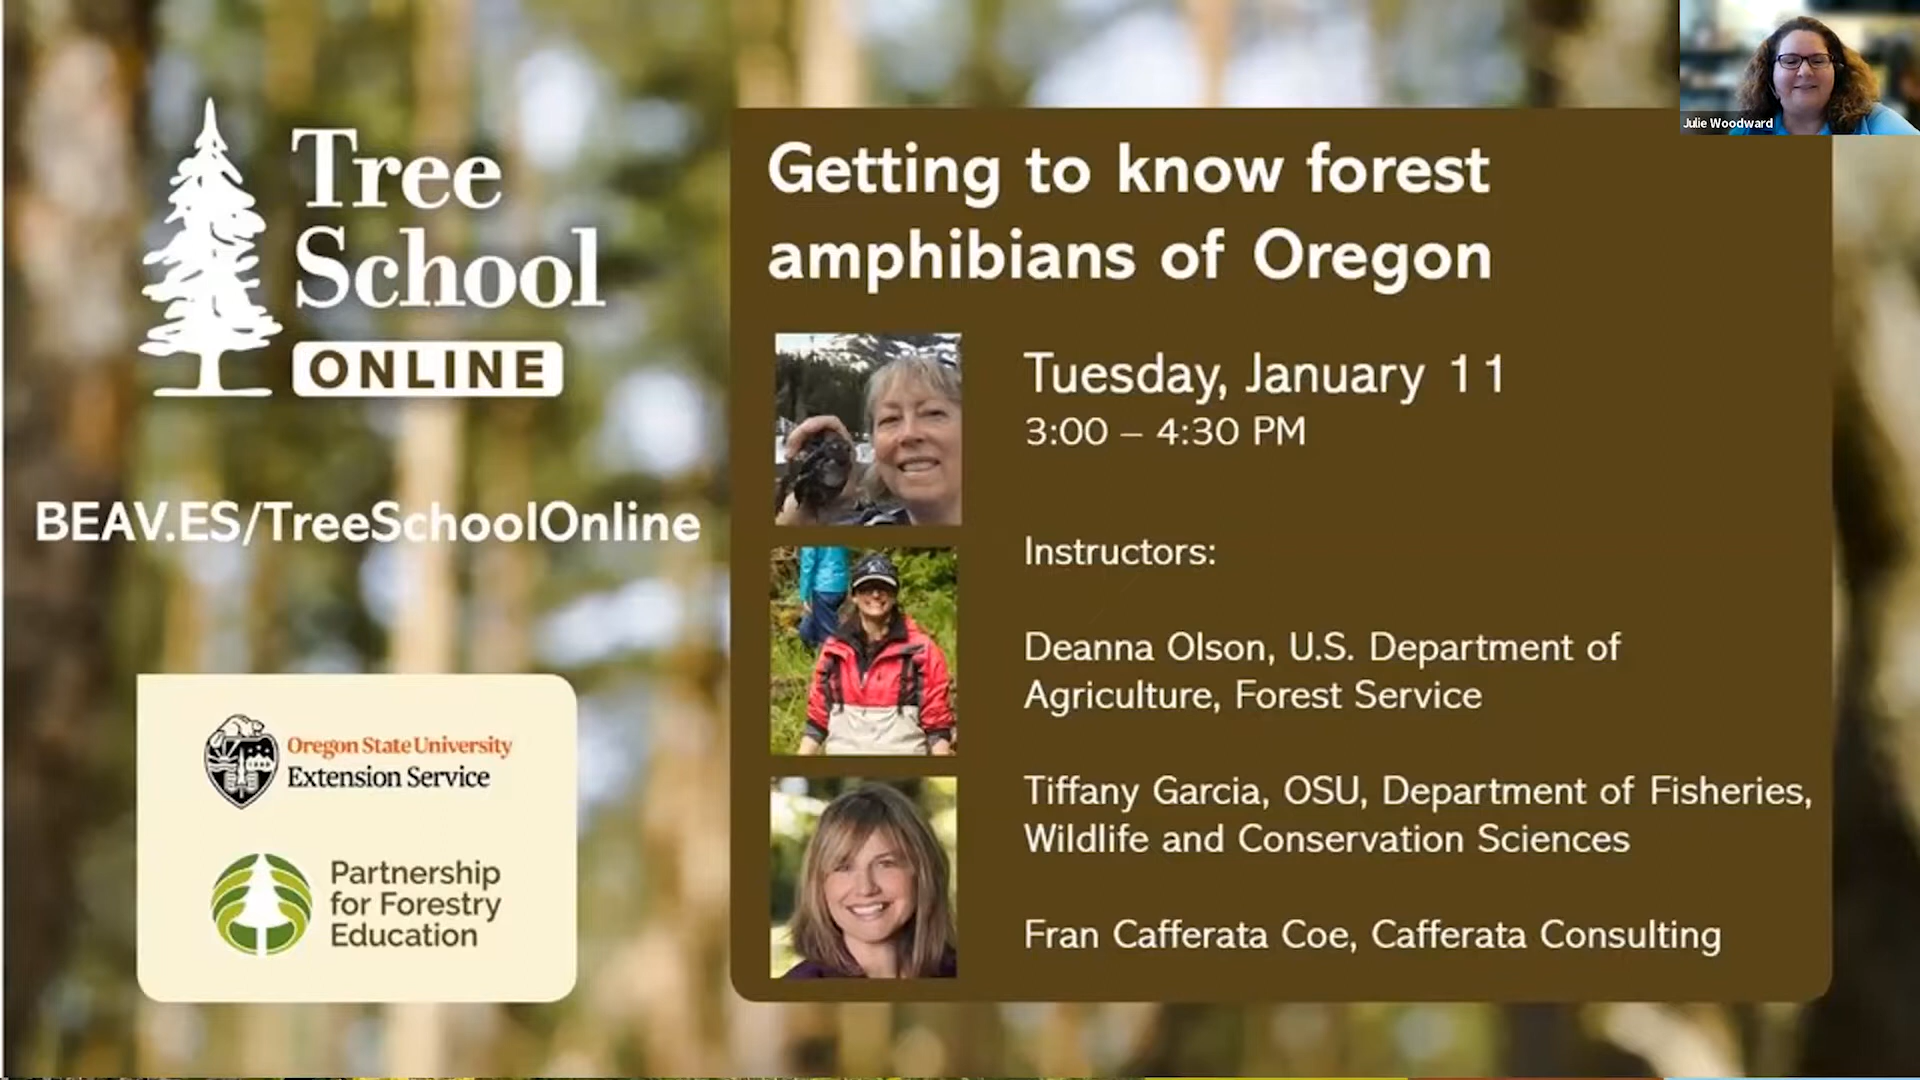 Tree
School
ONLINE
BEAV.ES/TreeSchoolOnline
Oregon State University
Extension Service
Partnership
for Forestry
Education
Getting to know forest
amphibians of Oregon
Tuesday, January 11
3:00 – 4:30 PM
Instructors:
Deanna Olson, U.S. Department of
Agriculture, Forest Service
Tiffany Garcia, OSU, Department of Fisheries,
Wildlife and Conservation Sciences
Fran Cafferata Coe, Cafferata Consulting
Julie Woodward